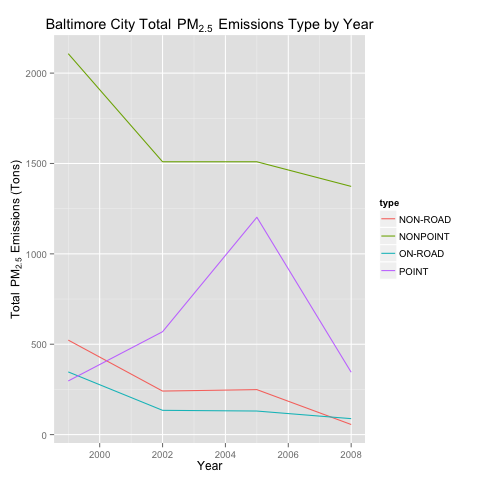 Baltimore City Total PM2.5 Emissions Type by Year
Total PM2.5 Emissions (Tons)
2000
1500
1000
500
0
2000 2002 2004 2006 2008
Year
type
NON-ROAD
NONPOINT
ON-ROAD
POINT